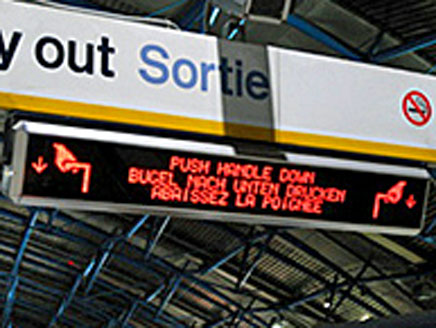 y out Sortie
PUSH HANDLE DOWN
BUGEL NACH UNTEN DRUCKEN
ABAISSEZ LA POIGNEE